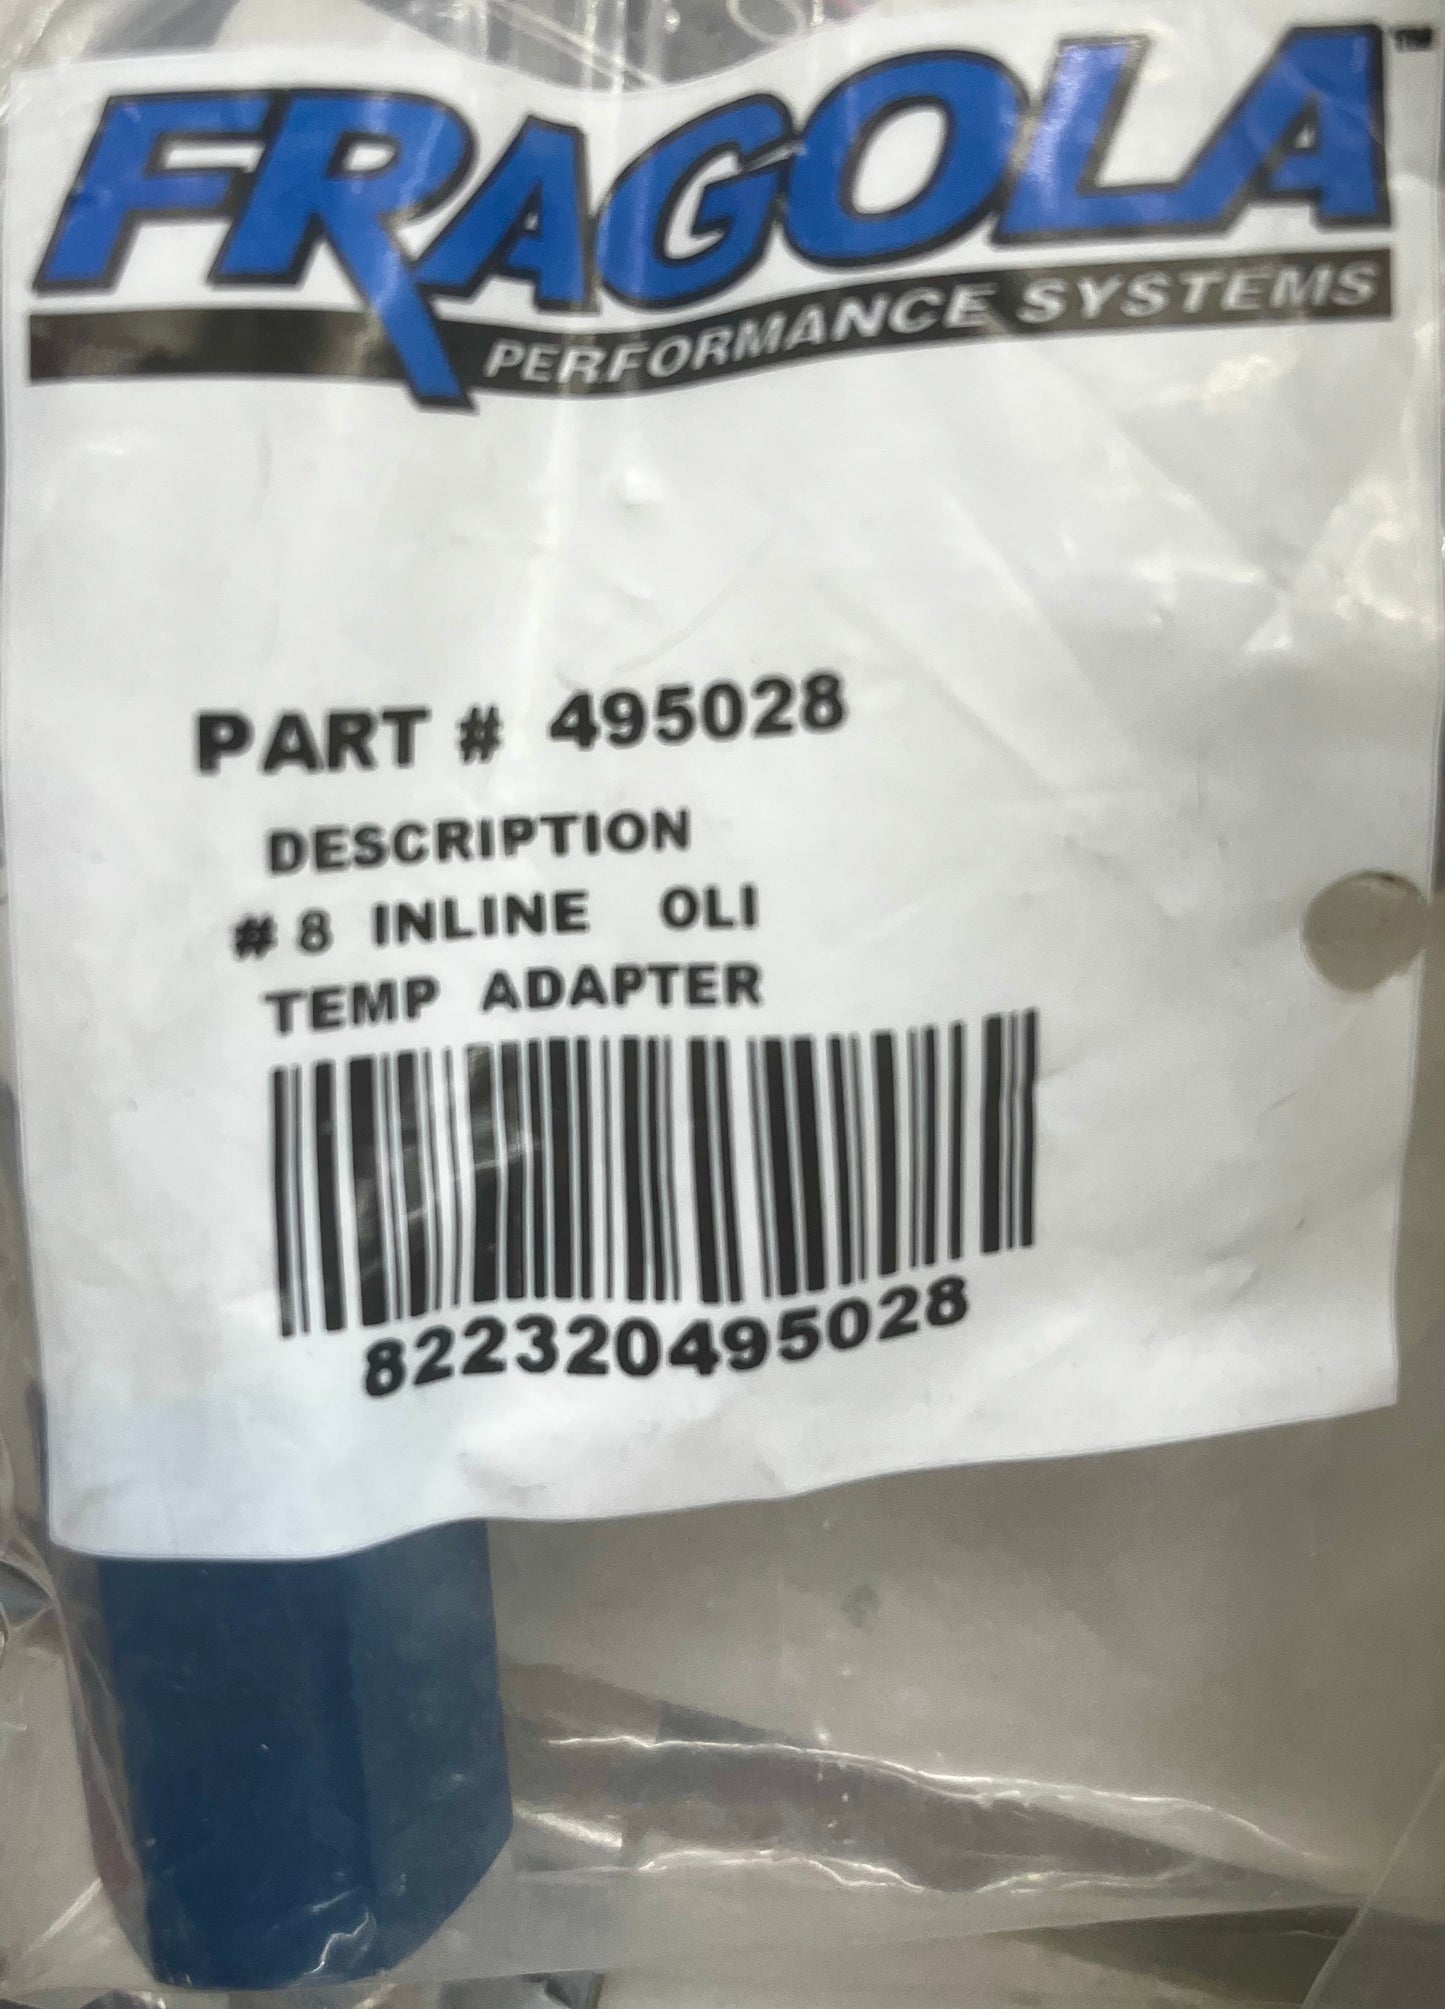 FRAGOLA™
PERFORMANCE SYSTEMS
PART # 495028
DESCRIPTION
#8 INLINE OLI
TEMP ADAPTER
822320495028